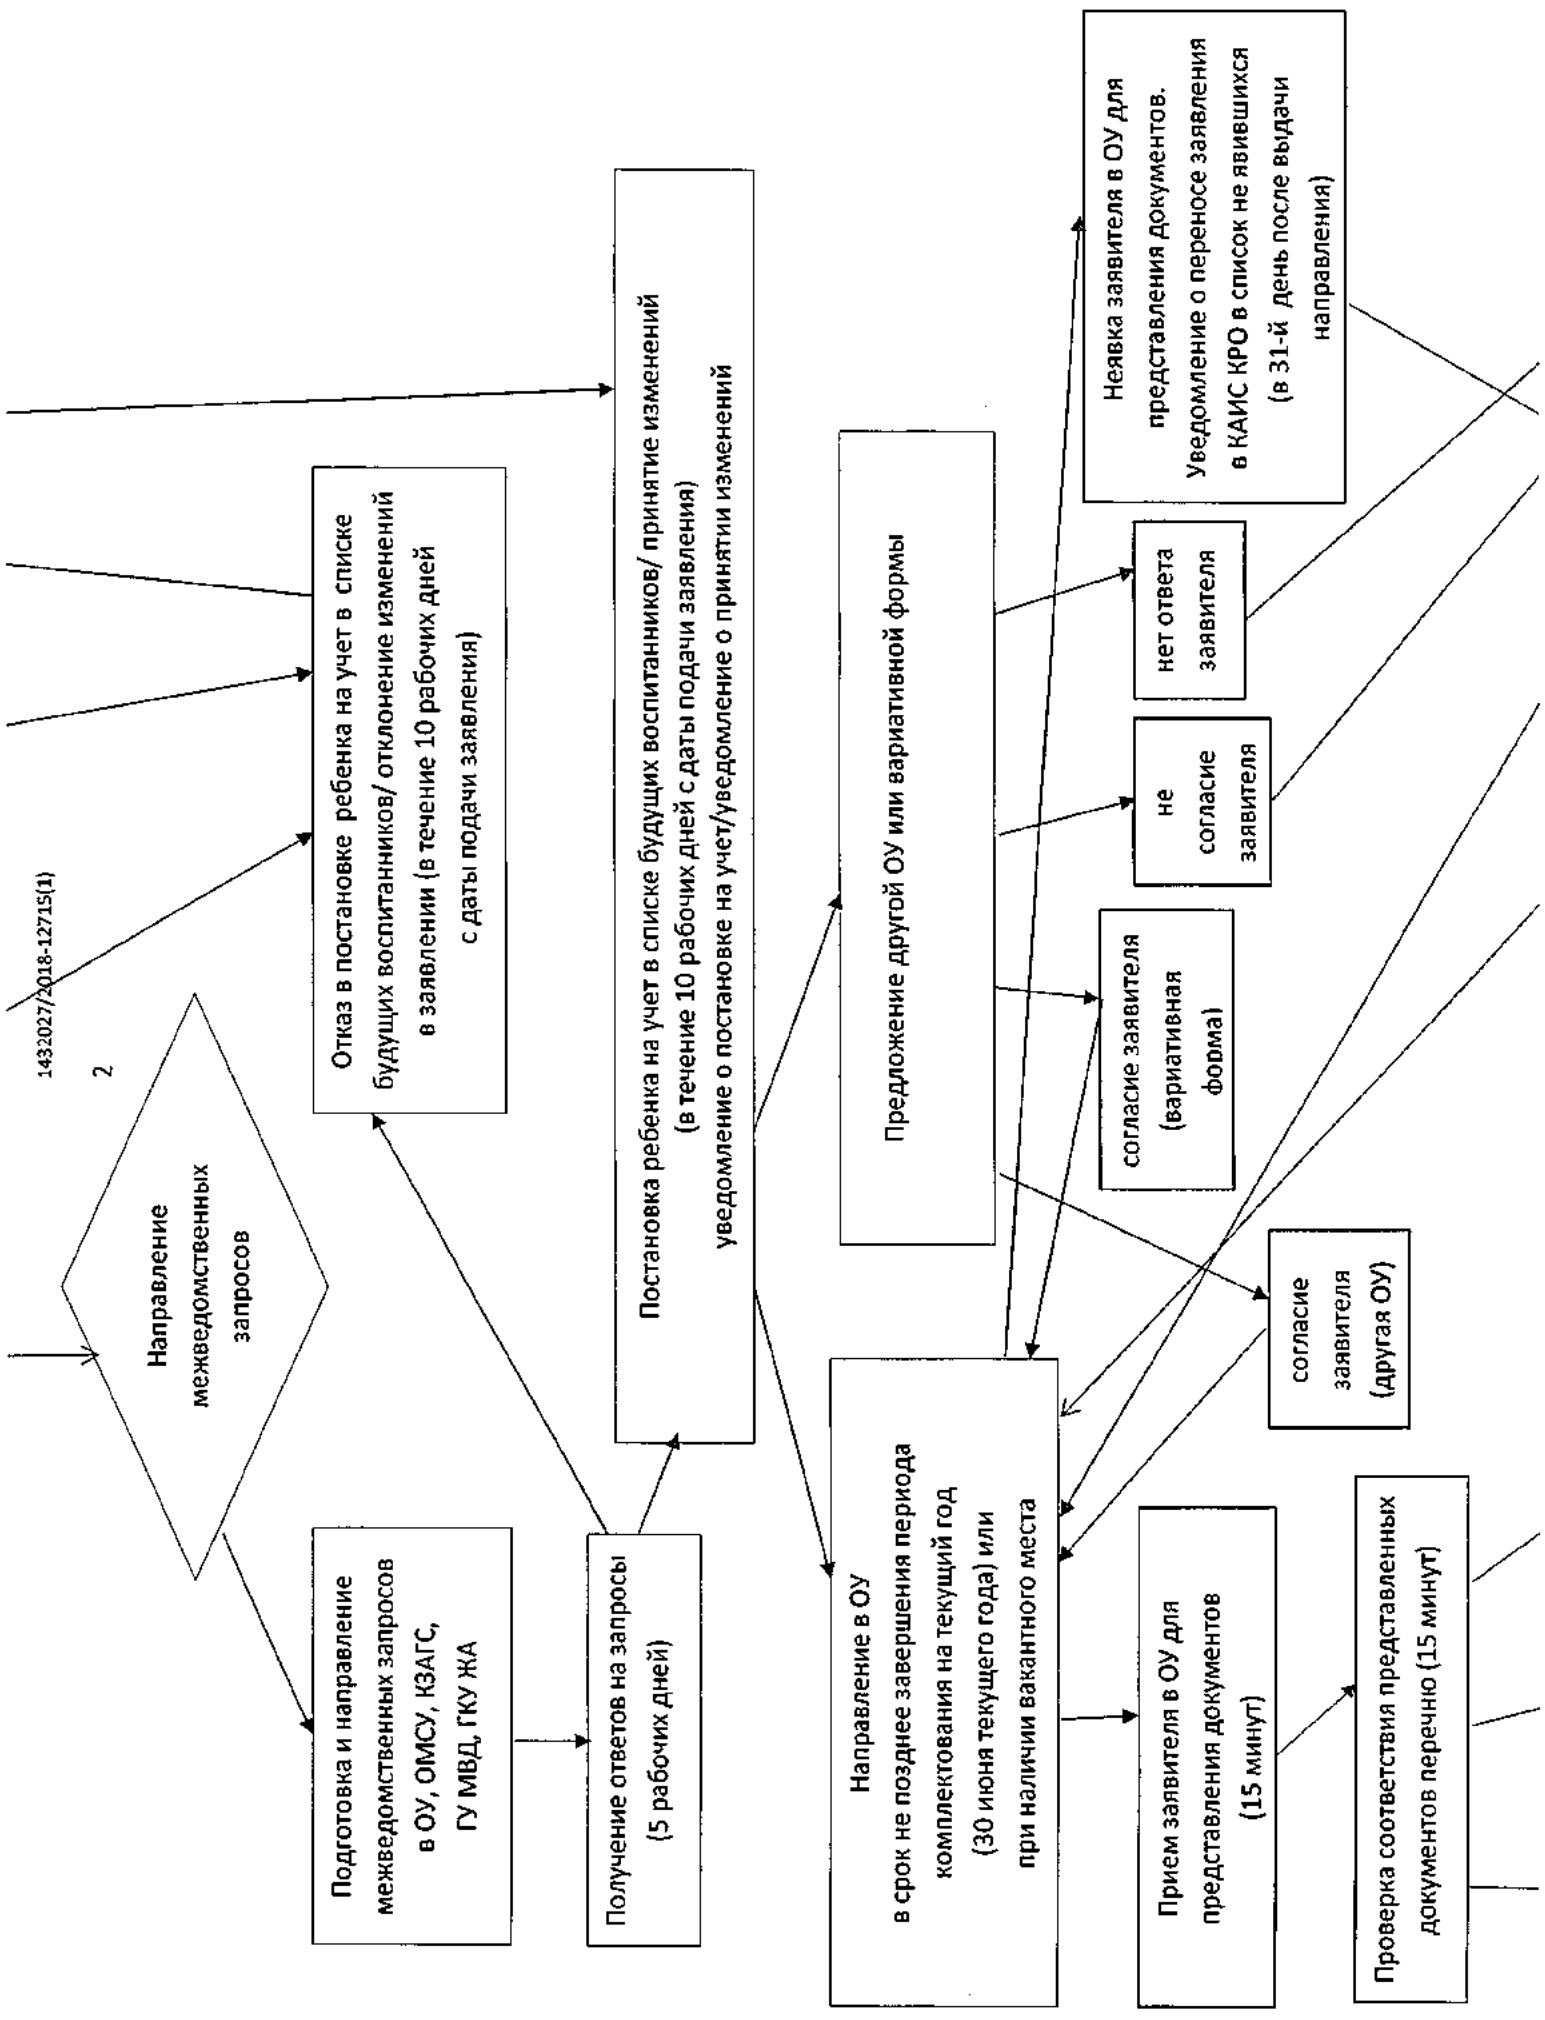 1432027/2018-12715(1)
2
Направление
межведомственных
запросов
Подготовка и направление
межведомственных запросов
в ОУ, ОМСУ, КЗАГС,
ГУ МВД, ГКУ ЖА
Отказ в постановке ребенка на учет в списке
будущих воспитанников/ отклонение изменений
в заявлении (в течение 10 рабочих дней
с даты подачи заявления)
Получение ответов на запросы
(5 рабочих дней)
Постановка ребенка на учет в списке будущих воспитанников/ принятие изменений
(в течение 10 рабочих дней с даты подачи заявления)
уведомление о постановке на учет/уведомление о принятии изменений
Направление в ОУ
в срок не позднее завершения периода
комплектования на текущий год
(30 июня текущего года) или
при наличии вакантного места
Предложение другой ОУ или вариативной формы
согласие
заявителя
(другая ОУ)
согласие заявителя
(вариативная
форма)
не
согласие
заявителя
нет ответа
заявителя
Неявка заявителя в ОУ для
представления документов.
Уведомление о переносе заявления
в КАИС КРО в список не явившихся
(в 31-й день после выдачи
направления)
Прием заявителя в ОУ для
представления документов
(15 минут)
Проверка соответствия представленных
документов перечню (15 минут)